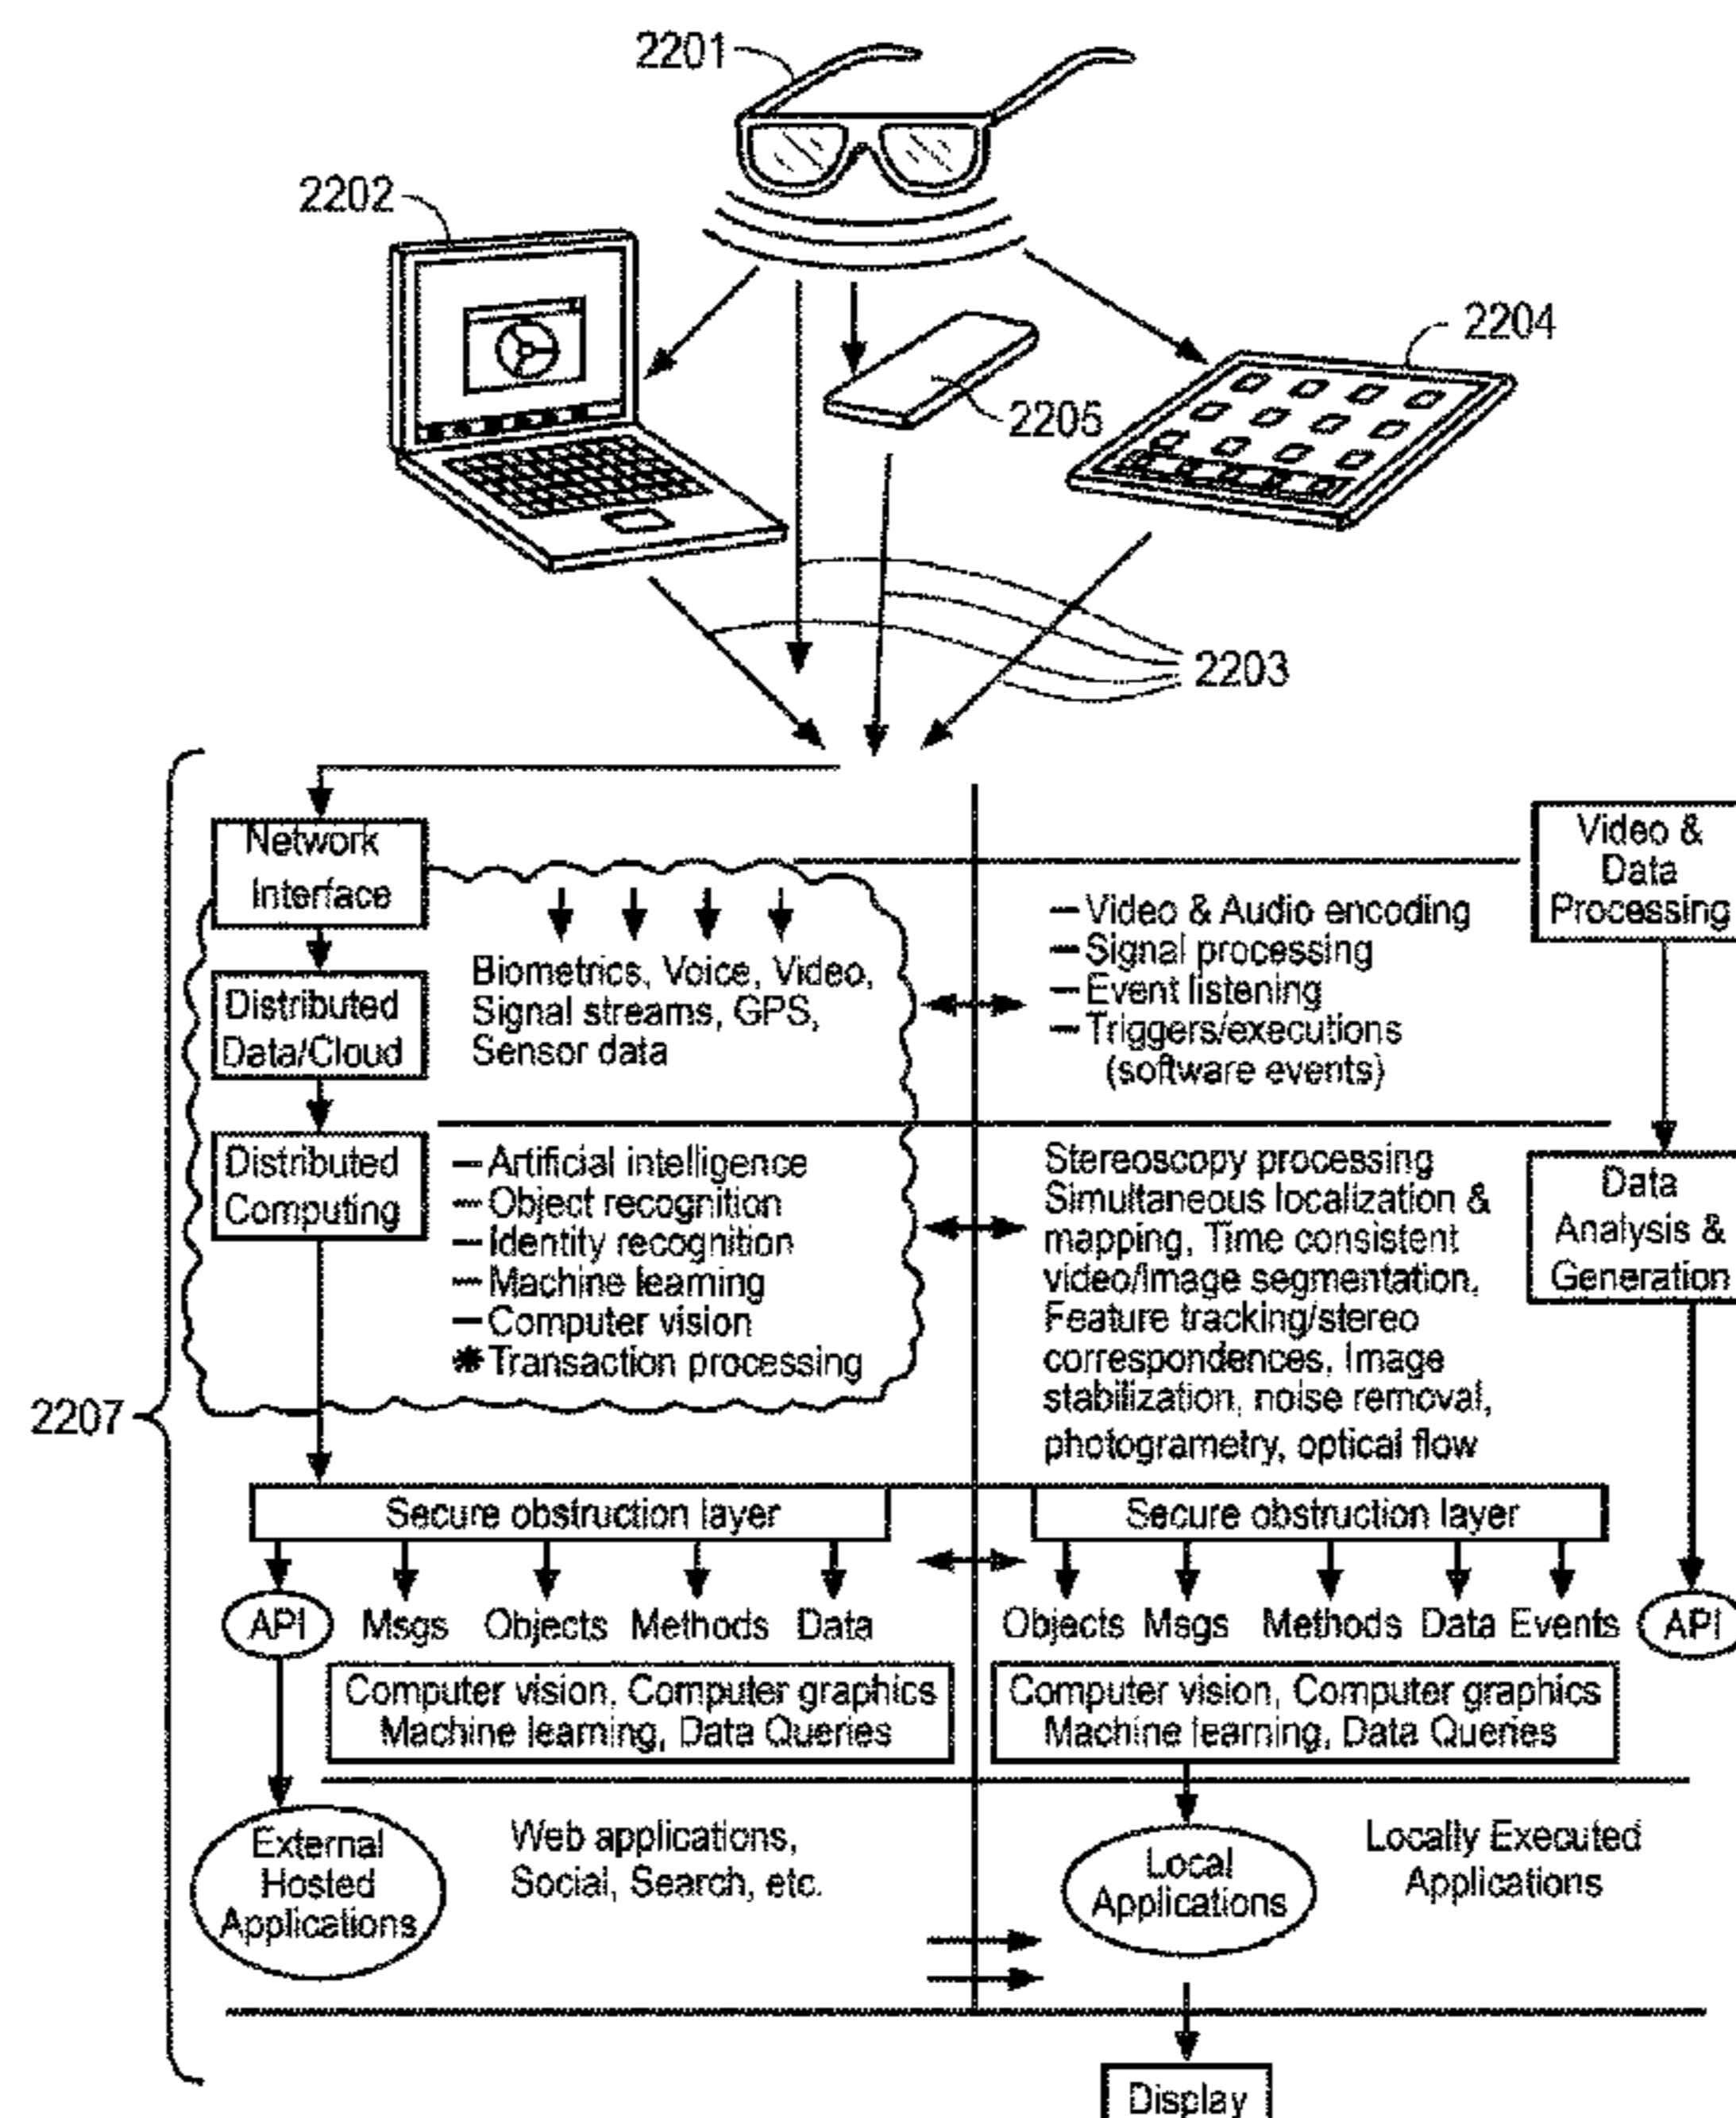 2201
2202
2204
2205
2203
2207
Network
Interface
Distributed
Data/Cloud
Distributed
Computing
Biometrics, Voice, Video,
Signal streams, GPS,
Sensor data
– Artificial intelligence
– Object recognition
– Identity recognition
– Machine learning
– Computer vision
* Transaction processing
– Video & Audio encoding
– Signal processing
– Event listening
– Triggers/executions
(software events)
Stereoscopy processing
Simultaneous localization &
mapping, Time consistent
video/image segmentation,
Feature tracking/stereo
correspondences, Image
stabilization, noise removal,
photogrametry, optical flow
Video &
Data
Processing
Data
Analysis &
Generation
Secure obstruction layer
API Msgs Objects Methods Data
Computer vision, Computer graphics
Machine learning, Data Queries
Secure obstruction layer
Objects Msgs Methods Data Events API
Computer vision, Computer graphics
Machine learning, Data Queries
External
Hosted
Applications
Web applications,
Social, Search, etc.
Local
Applications
Locally Executed
Applications
Display